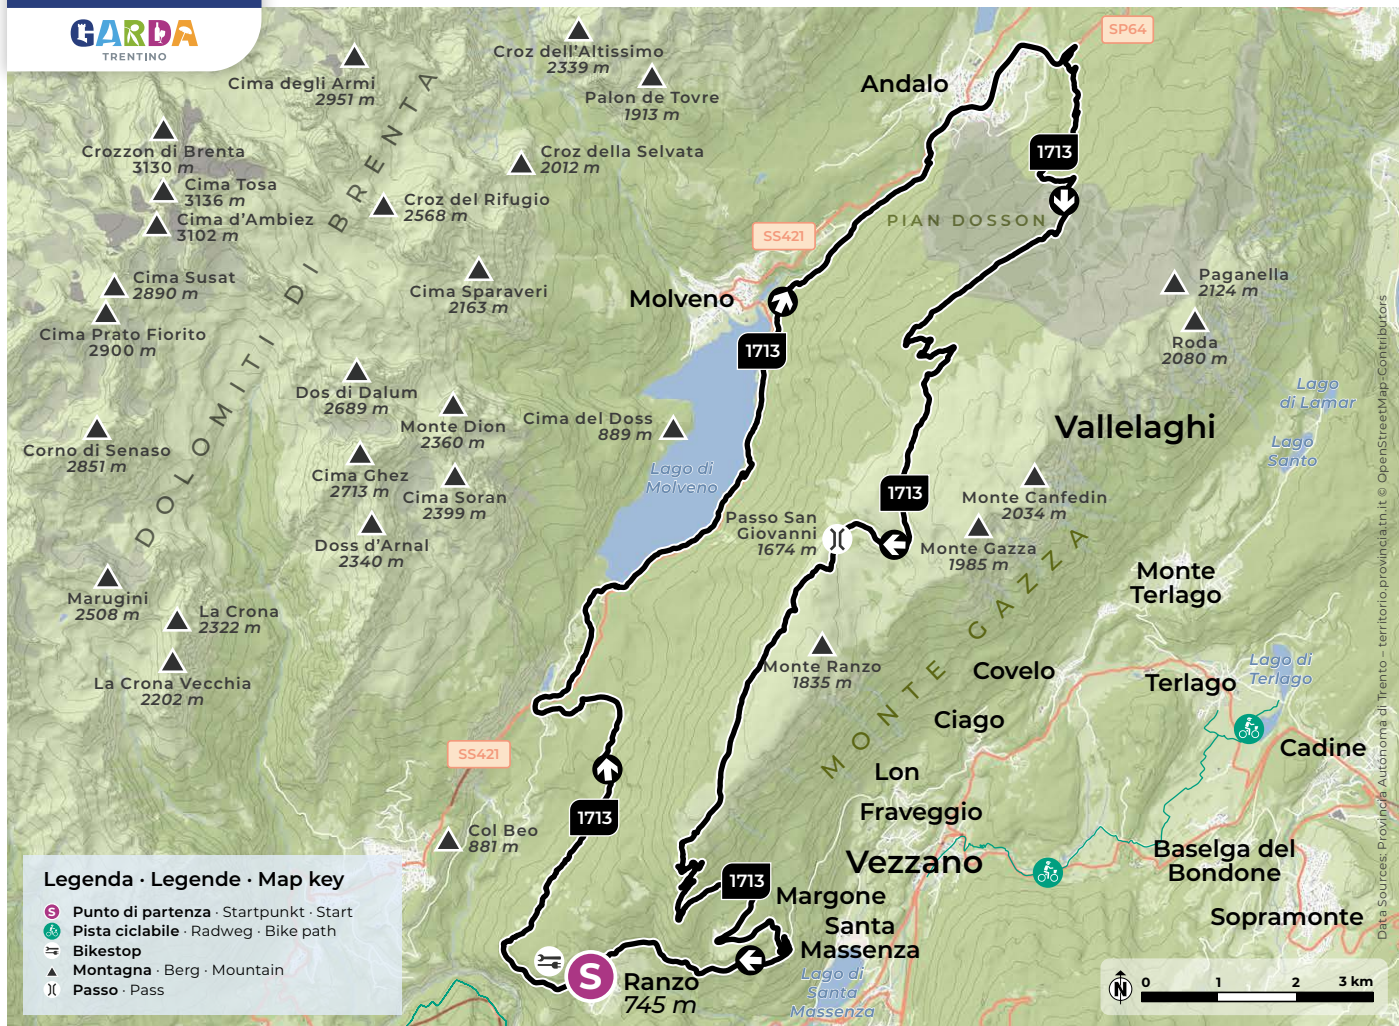 GARDA
TRENTINO
Cima degli Armi
2951 m
Croz dell'Altissimo
2339 m
Palon de Tovre
1913 m
SP64
Andalo
Crozzon di Brenta
3130 m
Cima Tosa
3136 m
Cima d'Ambiez
3102 m
Croz della Selvata
2012 m
Croz del Rifugio
2568 m
1713
PIAN DOSSON
SS421
DOLOMITI DI BRENTA
Cima Susat
2890 m
Cima Prato Fiorito
2900 m
Cima Sparaveri
2163 m
Molveno
1713
Paganella
2124 m
Roda
2080 m
Dos di Dalum
2689 m
Monte Dion
2360 m
Cima del Doss
889 m
Lago
di Lamar
Vallelaghi
Lago
Santo
Corno di Senaso
2851 m
Cima Ghez
2713 m
Cima Soran
2399 m
Lago di
Molveno
1713
Monte Canfedin
2034 m
Doss d'Arnal
2340 m
Passo San
Giovanni
1674 m
Monte Gazza
1985 m
MONTE GAZZA
Monte
Terlago
Marugini
2508 m
La Crona
2322 m
La Crona Vecchia
2202 m
Monte Ranzo
1835 m
Covelo
Terlago
Lago di
Terlago
Ciago
Cadine
SS421
Lon
Fraveggio
1713
Col Beo
881 m
Vezzano
Baselga del
Bondone
1713
Margone
Santa
Massenza
Sopramonte
Lago di
Santa
Massenza
S
Ranzo
745 m
Legenda · Legende · Map key
S Punto di partenza · Startpunkt · Start
Pista ciclabile · Radweg · Bike path
Bikestop
Montagna · Berg · Mountain
Passo · Pass
N
0 1 2 3 km
Data Sources: Provincia Autonoma di Trento – territorio.provincia.tn.it © OpenStreetMap-Contributors